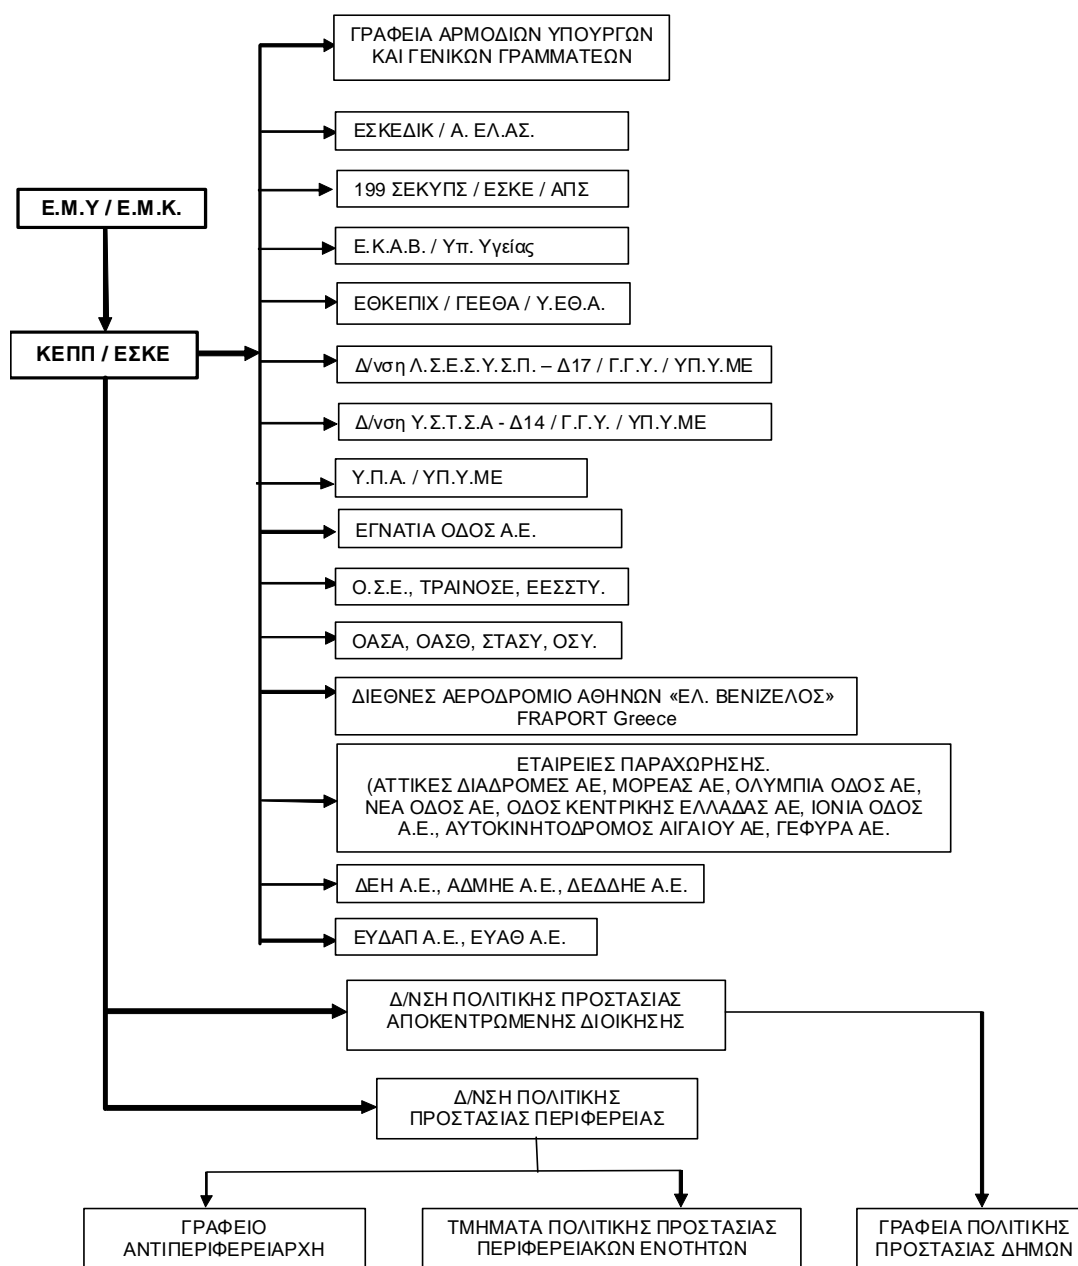 ΓΡΑΦΕΙΑ ΑΡΜΟΔΙΩΝ ΥΠΟΥΡΓΩΝ
ΚΑΙ ΓΕΝΙΚΩΝ ΓΡΑΜΜΑΤΕΩΝ
ΕΣΚΕΔΙΚ / Α. ΕΛ.ΑΣ.
199 ΣΕΚΥΠΣ / ΕΣΚΕ / ΑΠΣ
Ε.Μ.Υ / Ε.Μ.Κ.
Ε.Κ.Α.Β. / Υπ. Υγείας
ΕΘΚΕΠΙΧ / ΓΕΕΘΑ / Υ.ΕΘ.Α.
ΚΕΠΠ / ΕΣΚΕ
Δ/νση Λ.Σ.Ε.Σ.Υ.Σ.Π. – Δ17 / Γ.Γ.Υ. / ΥΠ.Υ.ΜΕ
Δ/νση Υ.Σ.Τ.Σ.Α - Δ14 / Γ.Γ.Υ. / ΥΠ.Υ.ΜΕ
Υ.Π.Α. / ΥΠ.Υ.ΜΕ
ΕΓΝΑΤΙΑ ΟΔΟΣ Α.Ε.
Ο.Σ.Ε., ΤΡΑΙΝΟΣΕ, ΕΕΣΣΤΥ.
ΟΑΣΑ, ΟΑΣΘ, ΣΤΑΣΥ, ΟΣΥ.
ΔΙΕΘΝΕΣ ΑΕΡΟΔΡΟΜΙΟ ΑΘΗΝΩΝ «ΕΛ. ΒΕΝΙΖΕΛΟΣ»
FRAPORT Greece
ΕΤΑΙΡΕΙΕΣ ΠΑΡΑΧΩΡΗΣΗΣ.
(ΑΤΤΙΚΕΣ ΔΙΑΔΡΟΜΕΣ ΑΕ, ΜΟΡΕΑΣ ΑΕ, ΟΛΥΜΠΙΑ ΟΔΟΣ ΑΕ,
ΝΕΑ ΟΔΟΣ ΑΕ, ΟΔΟΣ ΚΕΝΤΡΙΚΗΣ ΕΛΛΑΔΑΣ ΑΕ, ΙΟΝΙΑ ΟΔΟΣ
Α.Ε., ΑΥΤΟΚΙΝΗΤΟΔΡΟΜΟΣ ΑΙΓΑΙΟΥ ΑΕ, ΓΕΦΥΡΑ ΑΕ.
ΔΕΗ Α.Ε., ΑΔΜΗΕ Α.Ε., ΔΕΔΔΗΕ Α.Ε.
ΕΥΔΑΠ Α.Ε., ΕΥΑΘ Α.Ε.
Δ/ΝΣΗ ΠΟΛΙΤΙΚΗΣ ΠΡΟΣΤΑΣΙΑΣ
ΑΠΟΚΕΝΤΡΩΜΕΝΗΣ ΔΙΟΙΚΗΣΗΣ
Δ/ΝΣΗ ΠΟΛΙΤΙΚΗΣ
ΠΡΟΣΤΑΣΙΑΣ ΠΕΡΙΦΕΡΕΙΑΣ
ΓΡΑΦΕΙΟ
ΑΝΤΙΠΕΡΙΦΕΡΕΙΑΡΧΗ
ΤΜΗΜΑΤΑ ΠΟΛΙΤΙΚΗΣ ΠΡΟΣΤΑΣΙΑΣ
ΠΕΡΙΦΕΡΕΙΑΚΩΝ ΕΝΟΤΗΤΩΝ
ΓΡΑΦΕΙΑ ΠΟΛΙΤΙΚΗΣ
ΠΡΟΣΤΑΣΙΑΣ ΔΗΜΩΝ